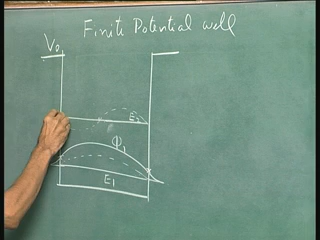 Finite Potential well
V₀
E₂
φ₁
E₁